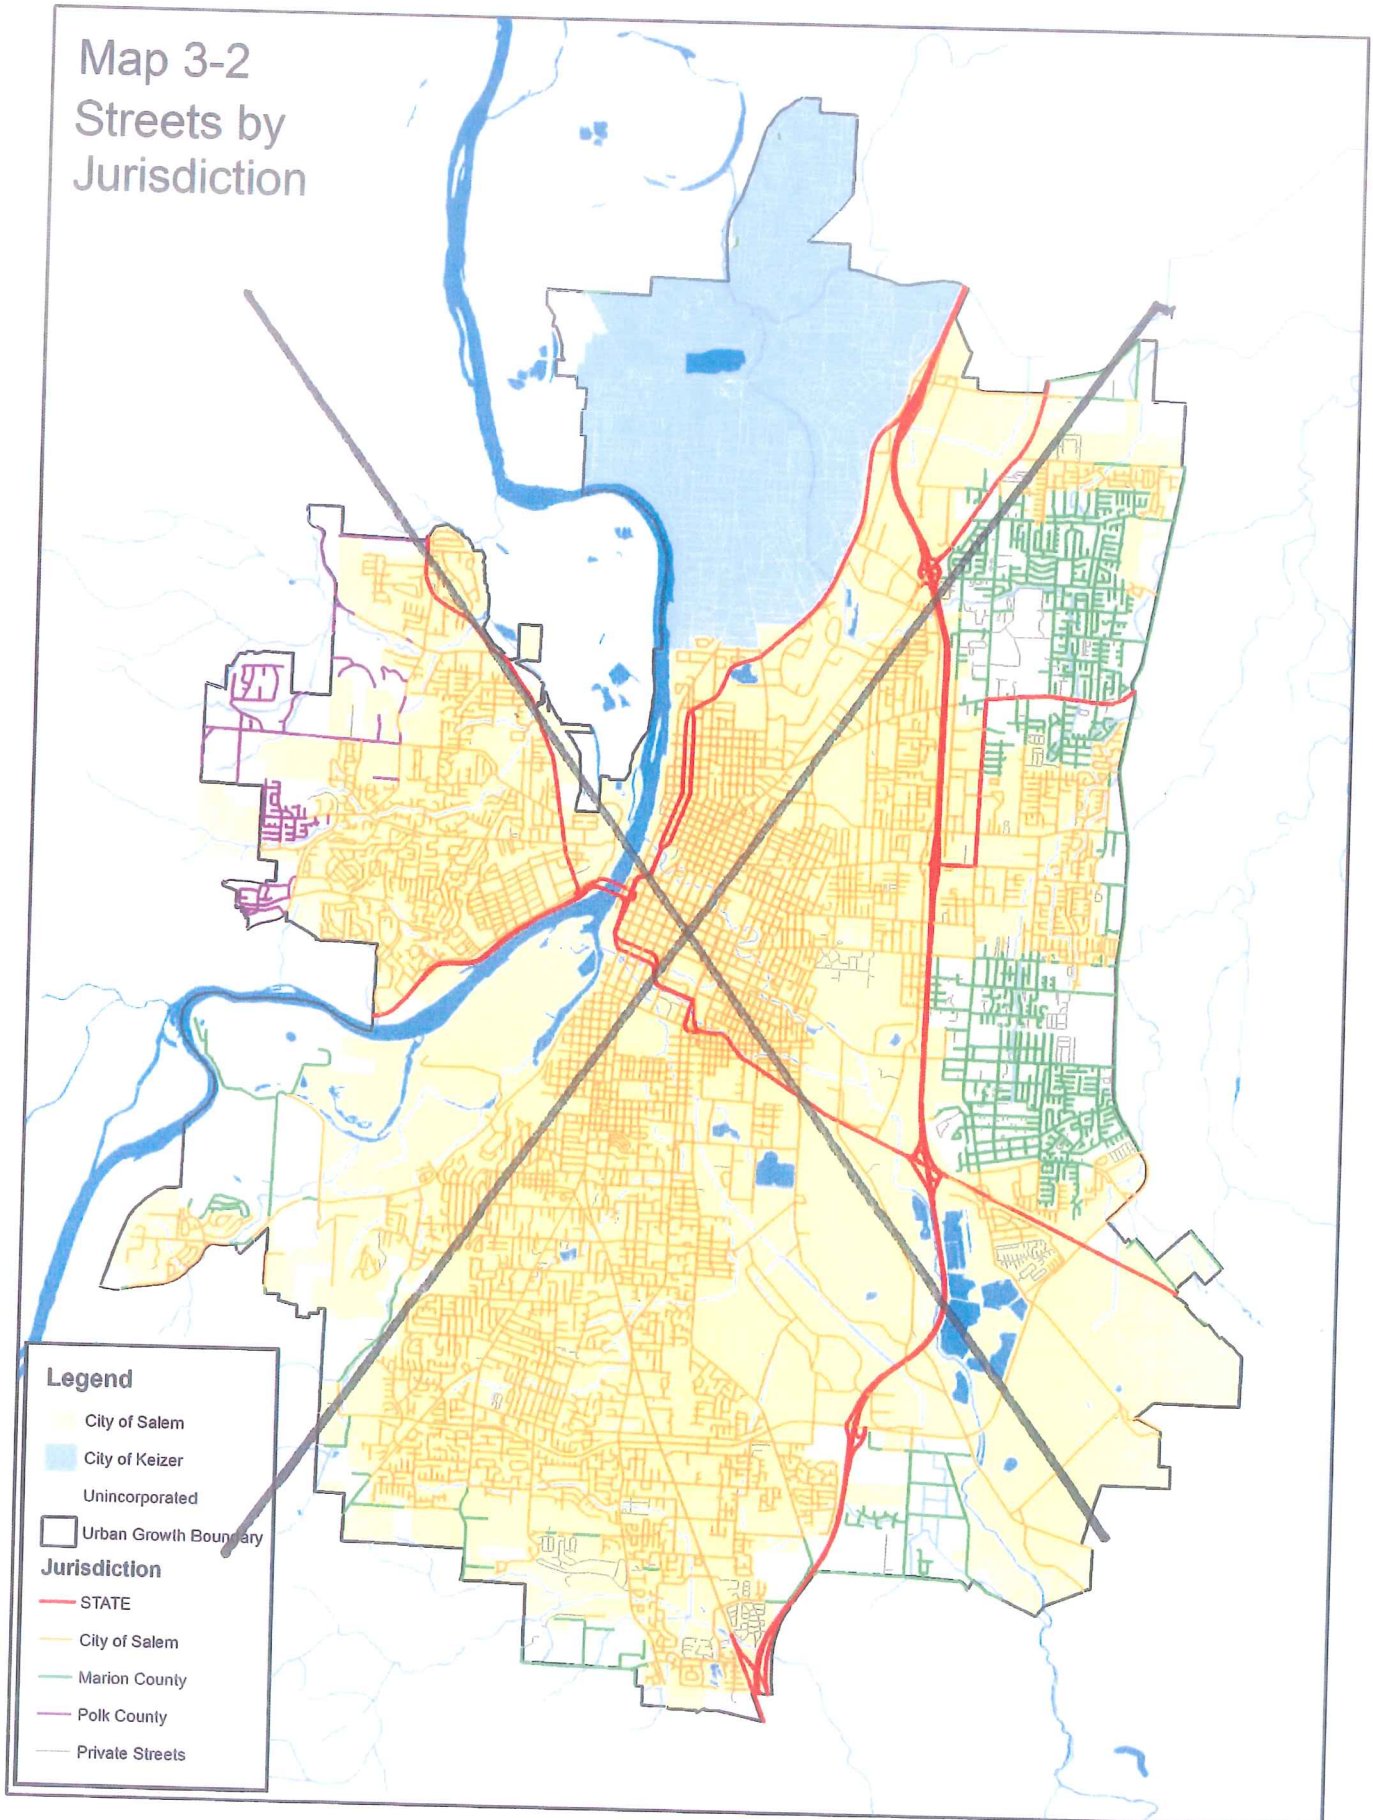 Map 3-2
Streets by
Jurisdiction
Legend
City of Salem
City of Keizer
Unincorporated
Urban Growth Boundary
Jurisdiction
STATE
City of Salem
Marion County
Polk County
Private Streets